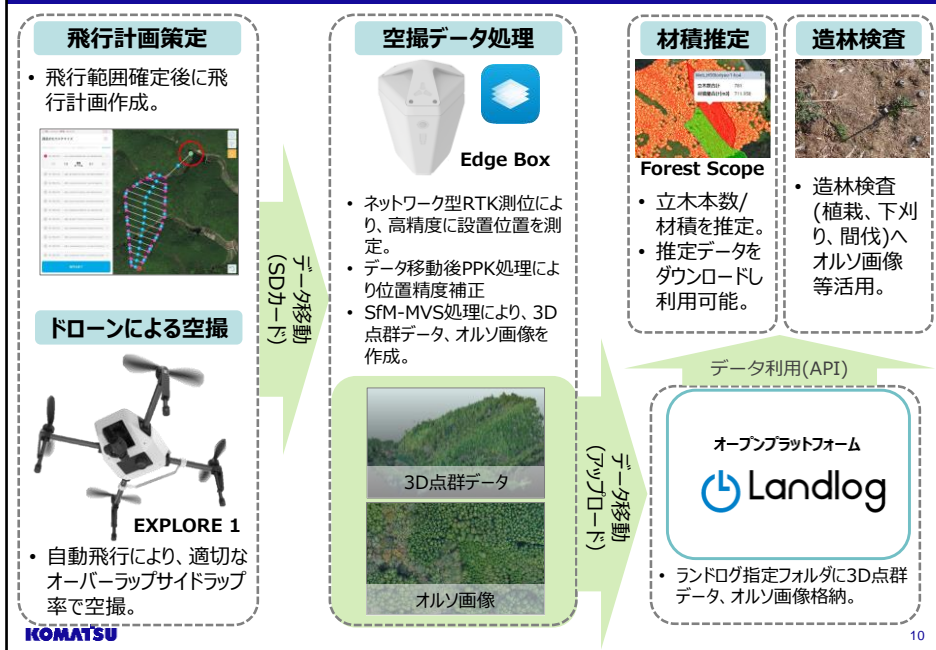 飛行計画策定
• 飛行範囲確定後に飛
行計画作成。
ドローンによる空撮
EXPLORE 1
• 自動飛行により、適切な
オーバーラップサイドラップ
率で空撮。
データ移動
(SDカード)
空撮データ処理
Edge Box
• ネットワーク型RTK測位によ
り、高精度に設置位置を測
定。
• データ移動後PPK処理によ
り位置精度補正
• SfM-MVS処理により、3D
点群データ、オルソ画像を
作成。
3D点群データ
オルソ画像
データ移動
(アップロード)
材積推定
Forest Scope
• 立木本数/
材積を推定。
• 推定データを
ダウンロードし
利用可能。
造林検査
• 造林検査
(植栽、下刈
り、間伐)へ
オルソ画像
等活用。
データ利用(API)
オープンプラットフォーム
Landlog
• ランドログ指定フォルダに3D点群
データ、オルソ画像格納。
KOMATSU
10